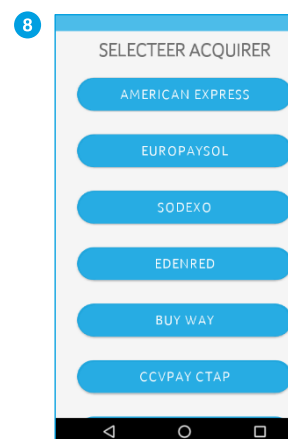 8
SELECTEER ACQUIRER
AMERICAN EXPRESS
EUROPAYSOL
SODEXO
EDENRED
BUY WAY
CCVPAY CTAP